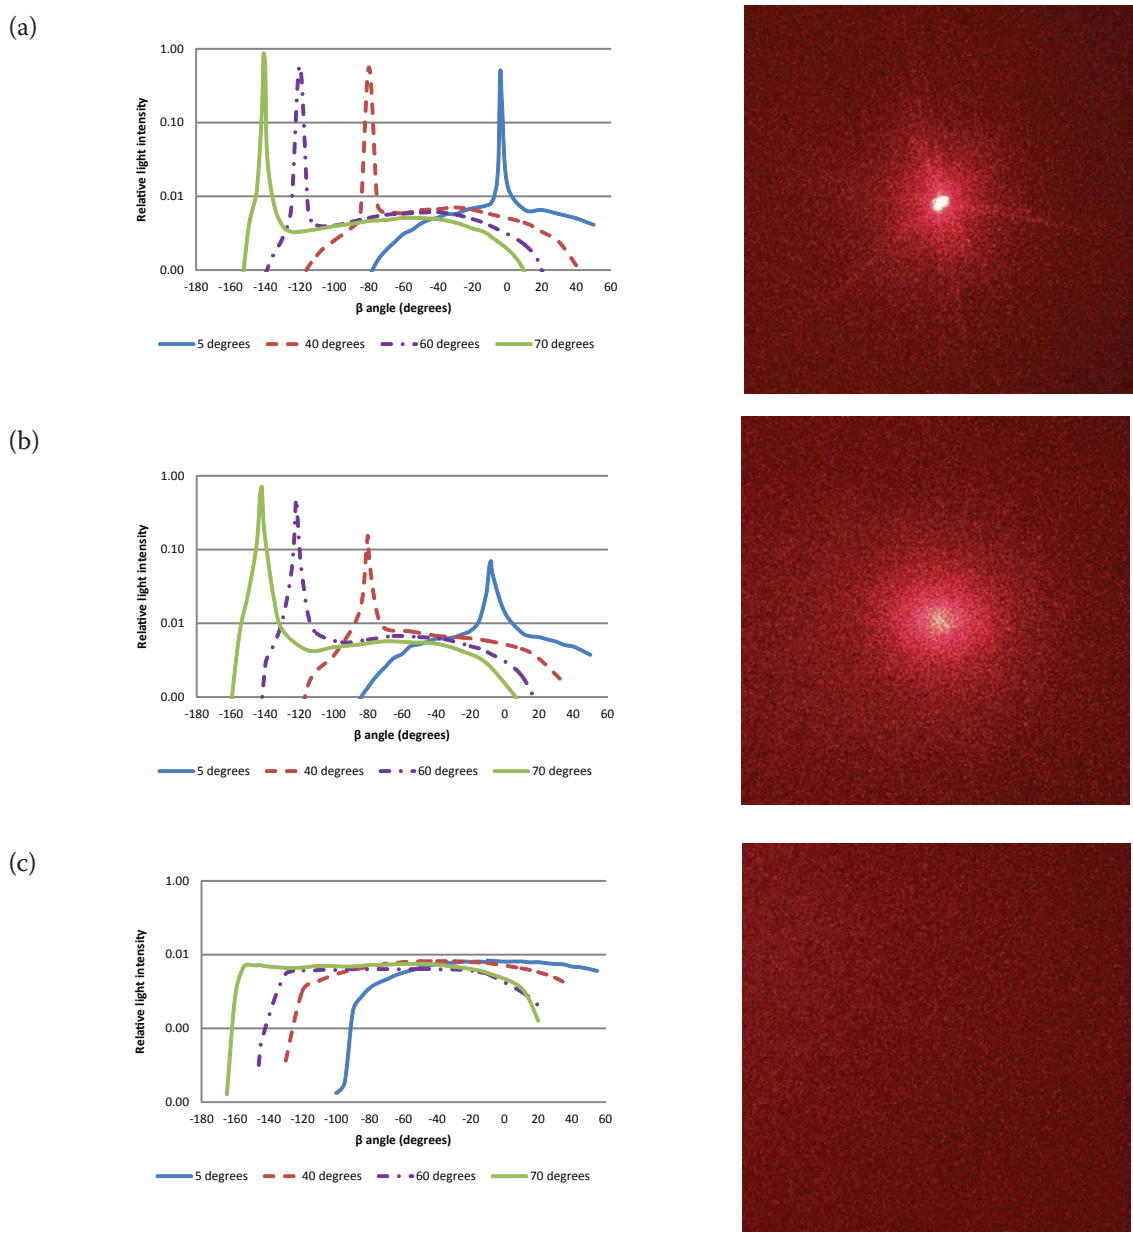 (a)
Relative light intensity
1.00
0.10
0.01
0.00
-180 -160 -140 -120 -100 -80 -60 -40 -20 0 20 40 60
β angle (degrees)
5 degrees 40 degrees 60 degrees 70 degrees
(b)
Relative light intensity
1.00
0.10
0.01
0.00
-180 -160 -140 -120 -100 -80 -60 -40 -20 0 20 40 60
β angle (degrees)
5 degrees 40 degrees 60 degrees 70 degrees
(c)
Relative light intensity
1.00
0.01
0.00
0.00
-180 -160 -140 -120 -100 -80 -60 -40 -20 0 20 40 60
β angle (degrees)
5 degrees 40 degrees 60 degrees 70 degrees